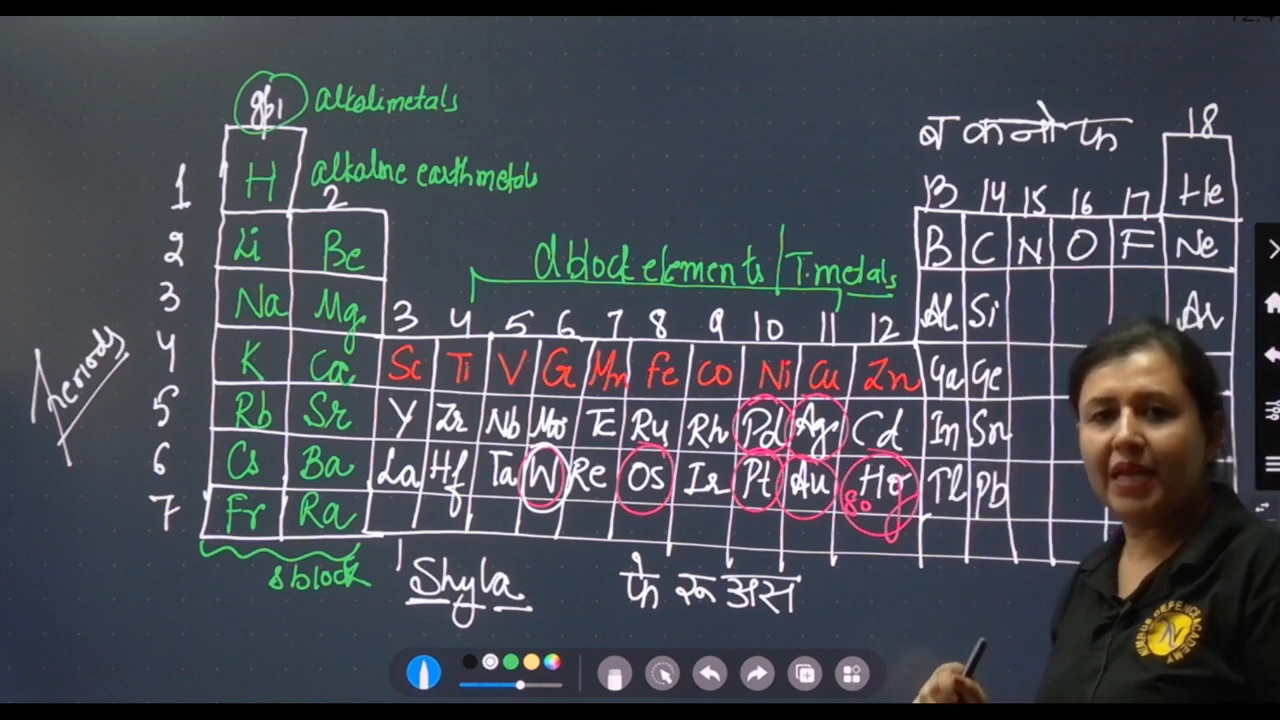 gp1 alkalimetals
ब क नो फ
18
1 H alkaline earthmetals
2
13 14 15 16 17 He
2 Li Be
d block elements / T.metals
B C N O F Ne
3 Na Mg 3 4 5 6 7 8 9 10 11 12 Al Si Ar
4 K Ca Sc Ti V Cr Mn Fe Co Ni Cu Zn Ga Ge
periods
5 Rb Sr Y Zr Nb Mo Tc Ru Rh Pd Ag Cd In Sn
6 Cs Ba La Hf Ta W Re Os Ir Pt Au Hg 80 Tl Pb
7 Fr Ra
s block
Shyla
फे रू अस
N